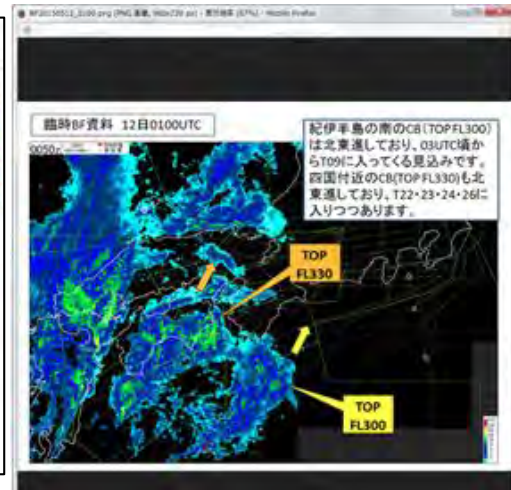 臨時BF資料　12日0100UTC
0050z
紀伊半島の南のCB(TOPFL300)
は北東進しており、03UTC頃か
らT09に入ってくる見込みです。
四国付近のCB(TOPFL330)も北
東進しており、T22・23・24・26に
入りつつあります。
TOP
FL330
TOP
FL300